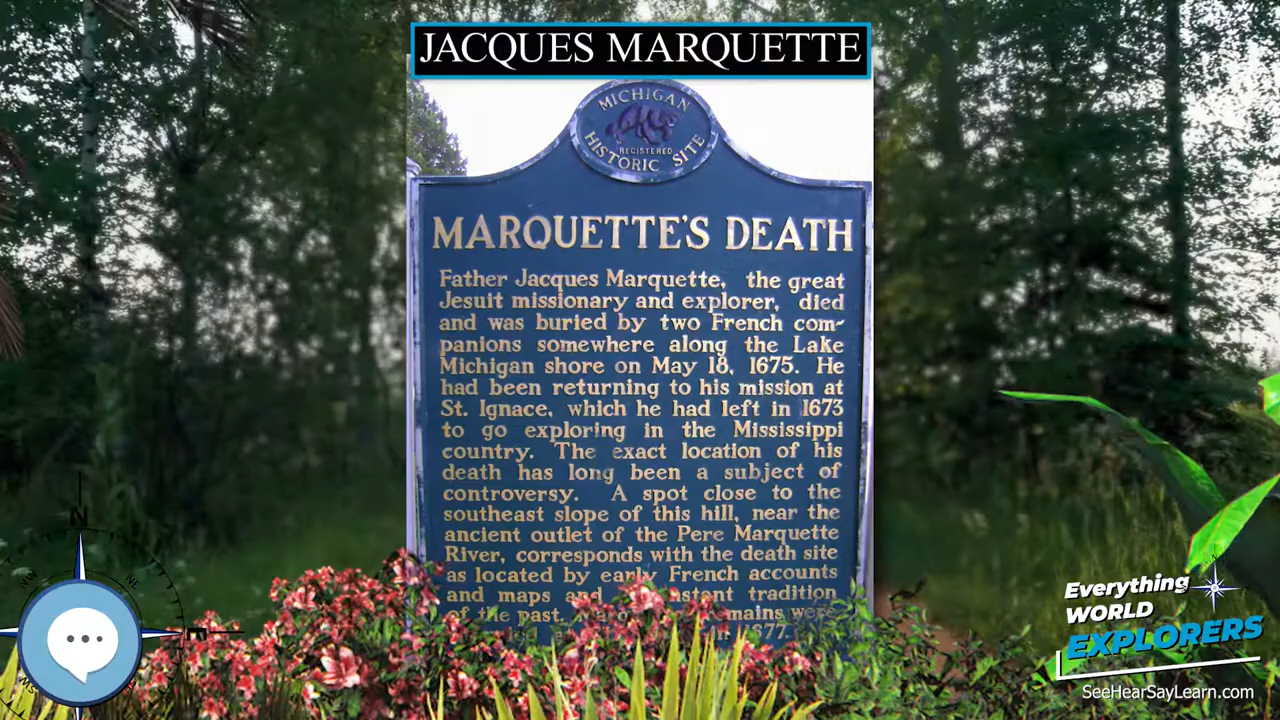 JACQUES MARQUETTE
MICHIGAN
REGISTERED
HISTORIC SITE
MARQUETTE'S DEATH
Father Jacques Marquette, the great
Jesuit missionary and explorer, died
and was buried by two French com-
panions somewhere along the Lake
Michigan shore on May 18, 1675. He
had been returning to his mission at
St. Ignace, which he had left in 1673
to go exploring in the Mississippi
country. The exact location of his
death has long been a subject of
controversy. A spot close to the
southeast slope of this hill, near the
ancient outlet of the Pere Marquette
River, corresponds with the death site
as located by early French accounts
and maps and tradition
of the past. were
in
N
NE
NW
Everything
WORLD
EXPLORERS
SeeHearSayLearn.com